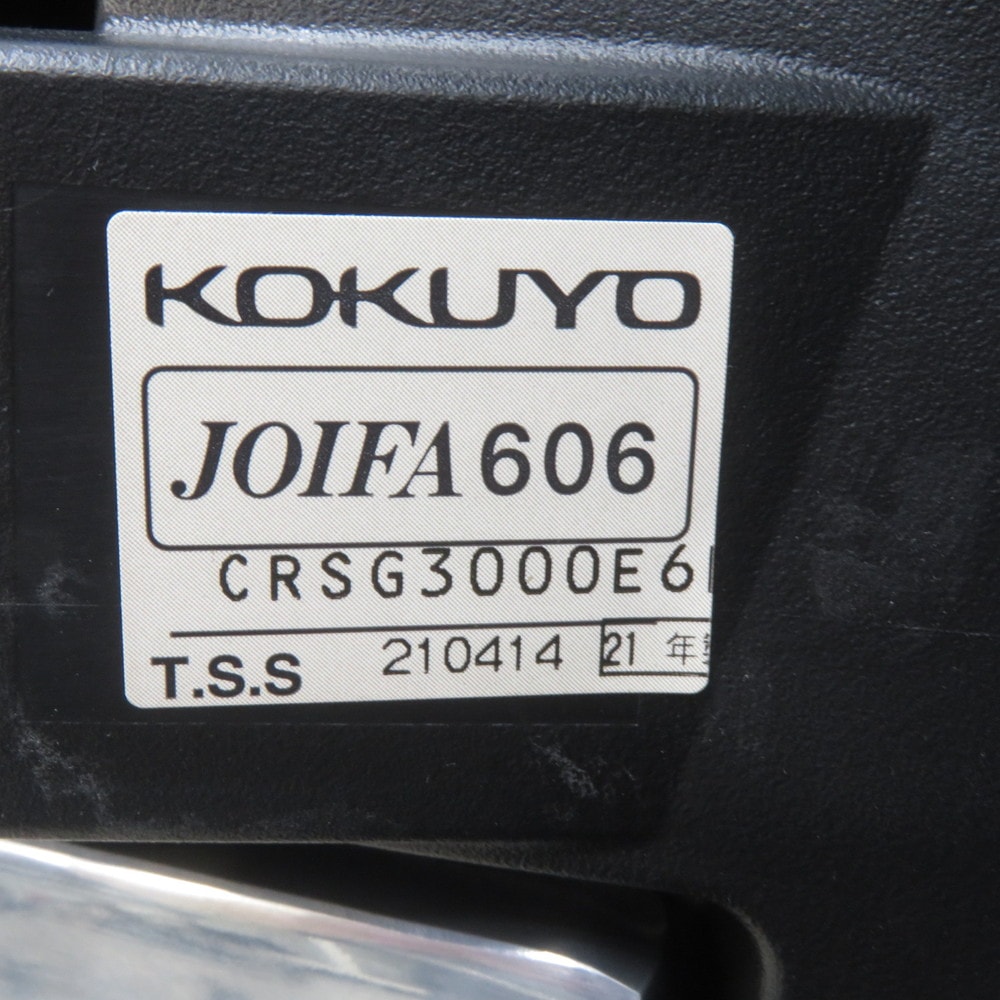 KOKUYO
JOIFA 606
CRSG3000E6
T.S.S 210414 21 年